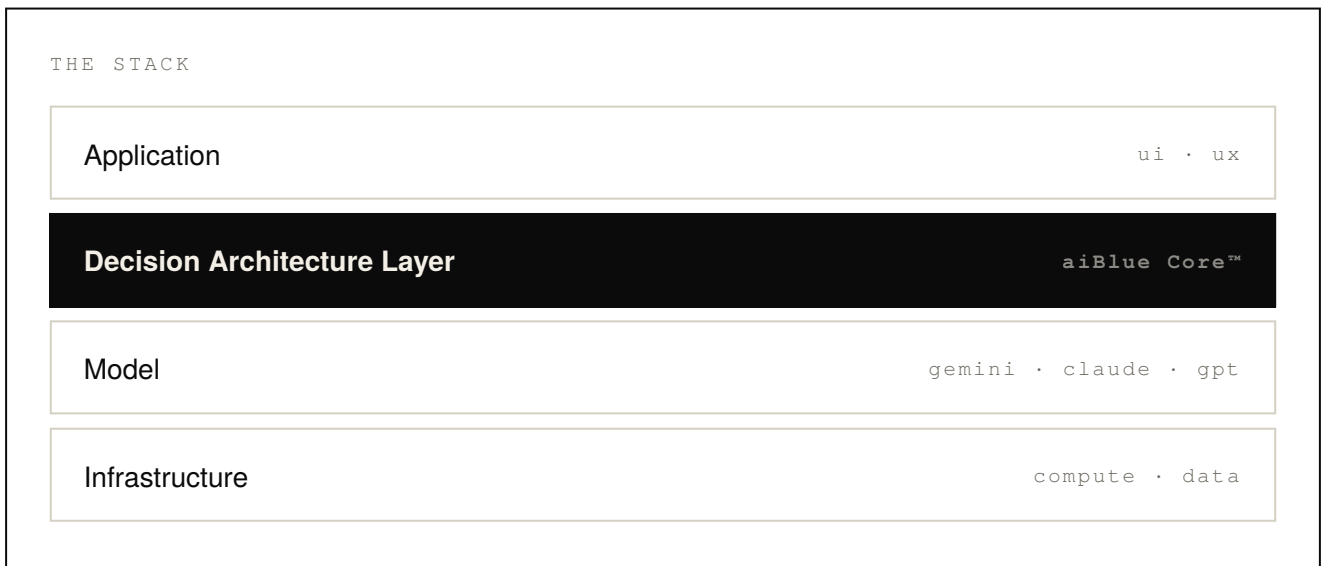 THE STACK
Application ui · ux
Decision Architecture Layer aiBlue Core™
Model gemini · claude · gpt
Infrastructure compute · data